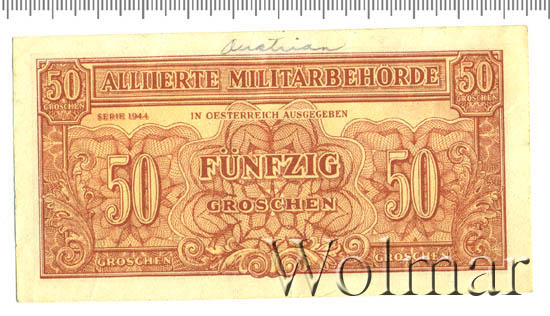 Austrian
50 ALLIIERTE MILITÄRBEHÖRDE 50
GROSCHEN GROSCHEN
SERIE 1944 IN OESTERREICH AUSGEGEBEN
50 FÜNFZIG 50
GROSCHEN
GROSCHEN GROSCHEN
50
Wolmar